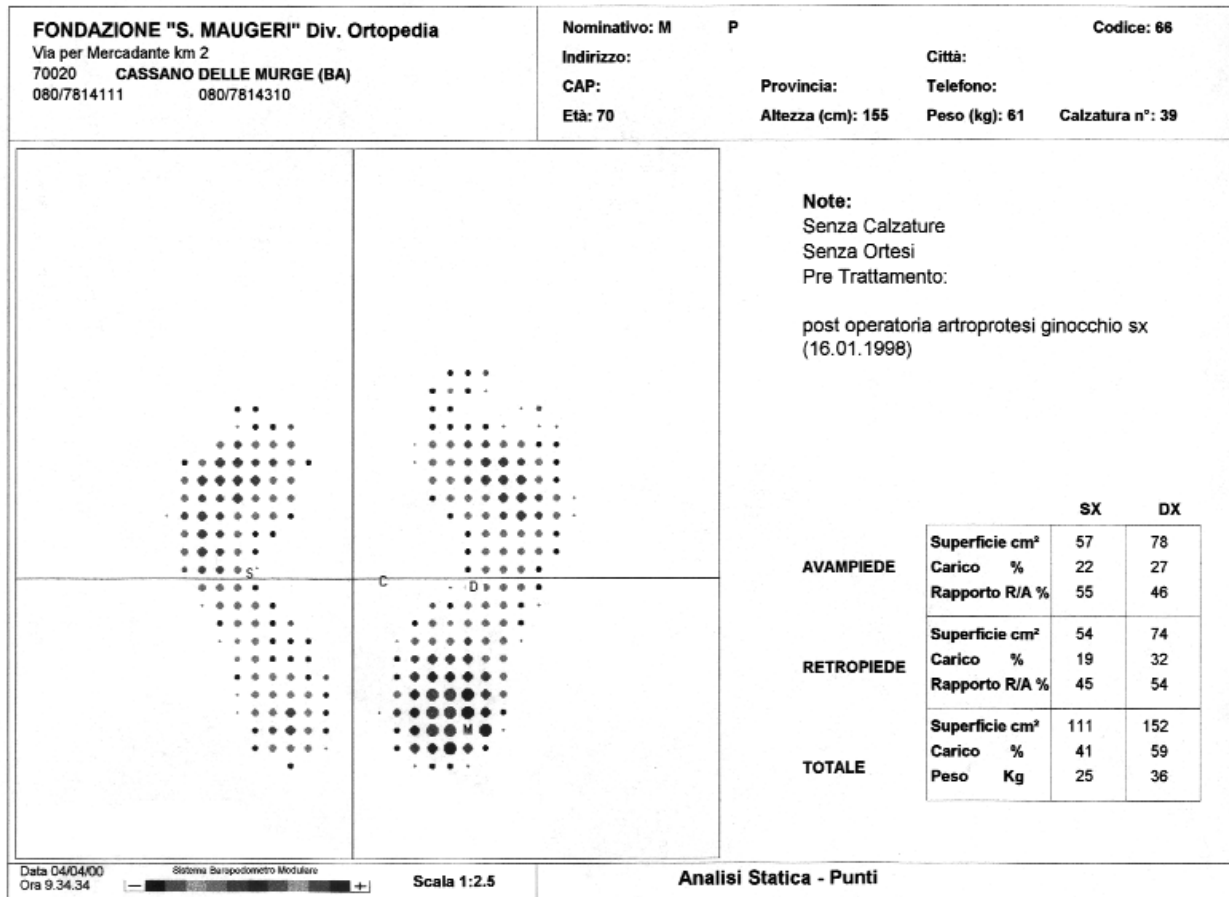 FONDAZIONE "S. MAUGERI" Div. Ortopedia
Via per Mercadante km 2
70020 CASSANO DELLE MURGE (BA)
080/7814111 080/7814310
Nominativo: M P Codice: 66
Indirizzo: Città:
CAP: Provincia: Telefono:
Età: 70 Altezza (cm): 155 Peso (kg): 61 Calzatura n°: 39
Note:
Senza Calzature
Senza Ortesi
Pre Trattamento:
post operatoria artroprotesi ginocchio sx
(16.01.1998)
S C D
M
SX DX
AVAMPIEDE
Superficie cm² 57 78
Carico % 22 27
Rapporto R/A % 55 46
RETROPIEDE
Superficie cm² 54 74
Carico % 19 32
Rapporto R/A % 45 54
TOTALE
Superficie cm² 111 152
Carico % 41 59
Peso Kg 25 36
Data 04/04/00
Ora 9.34.34
Sistema Baropodometro Modulare
- +
Scala 1:2.5
Analisi Statica - Punti